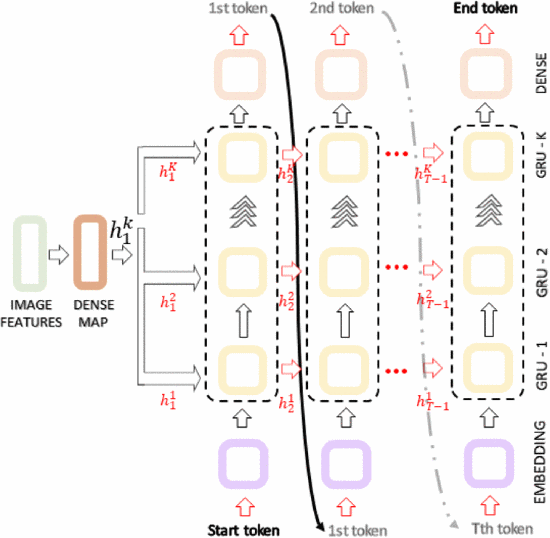 1st token 2nd token End token
DENSE
GRU - K
h_1^K h_2^K h_{T-1}^K
h_1^k
IMAGE
FEATURES
DENSE
MAP
GRU - 2
h_1^2 h_2^2 h_{T-1}^2
GRU - 1
h_1^1 h_2^1 h_{T-1}^1
EMBEDDING
Start token 1st token Tth token